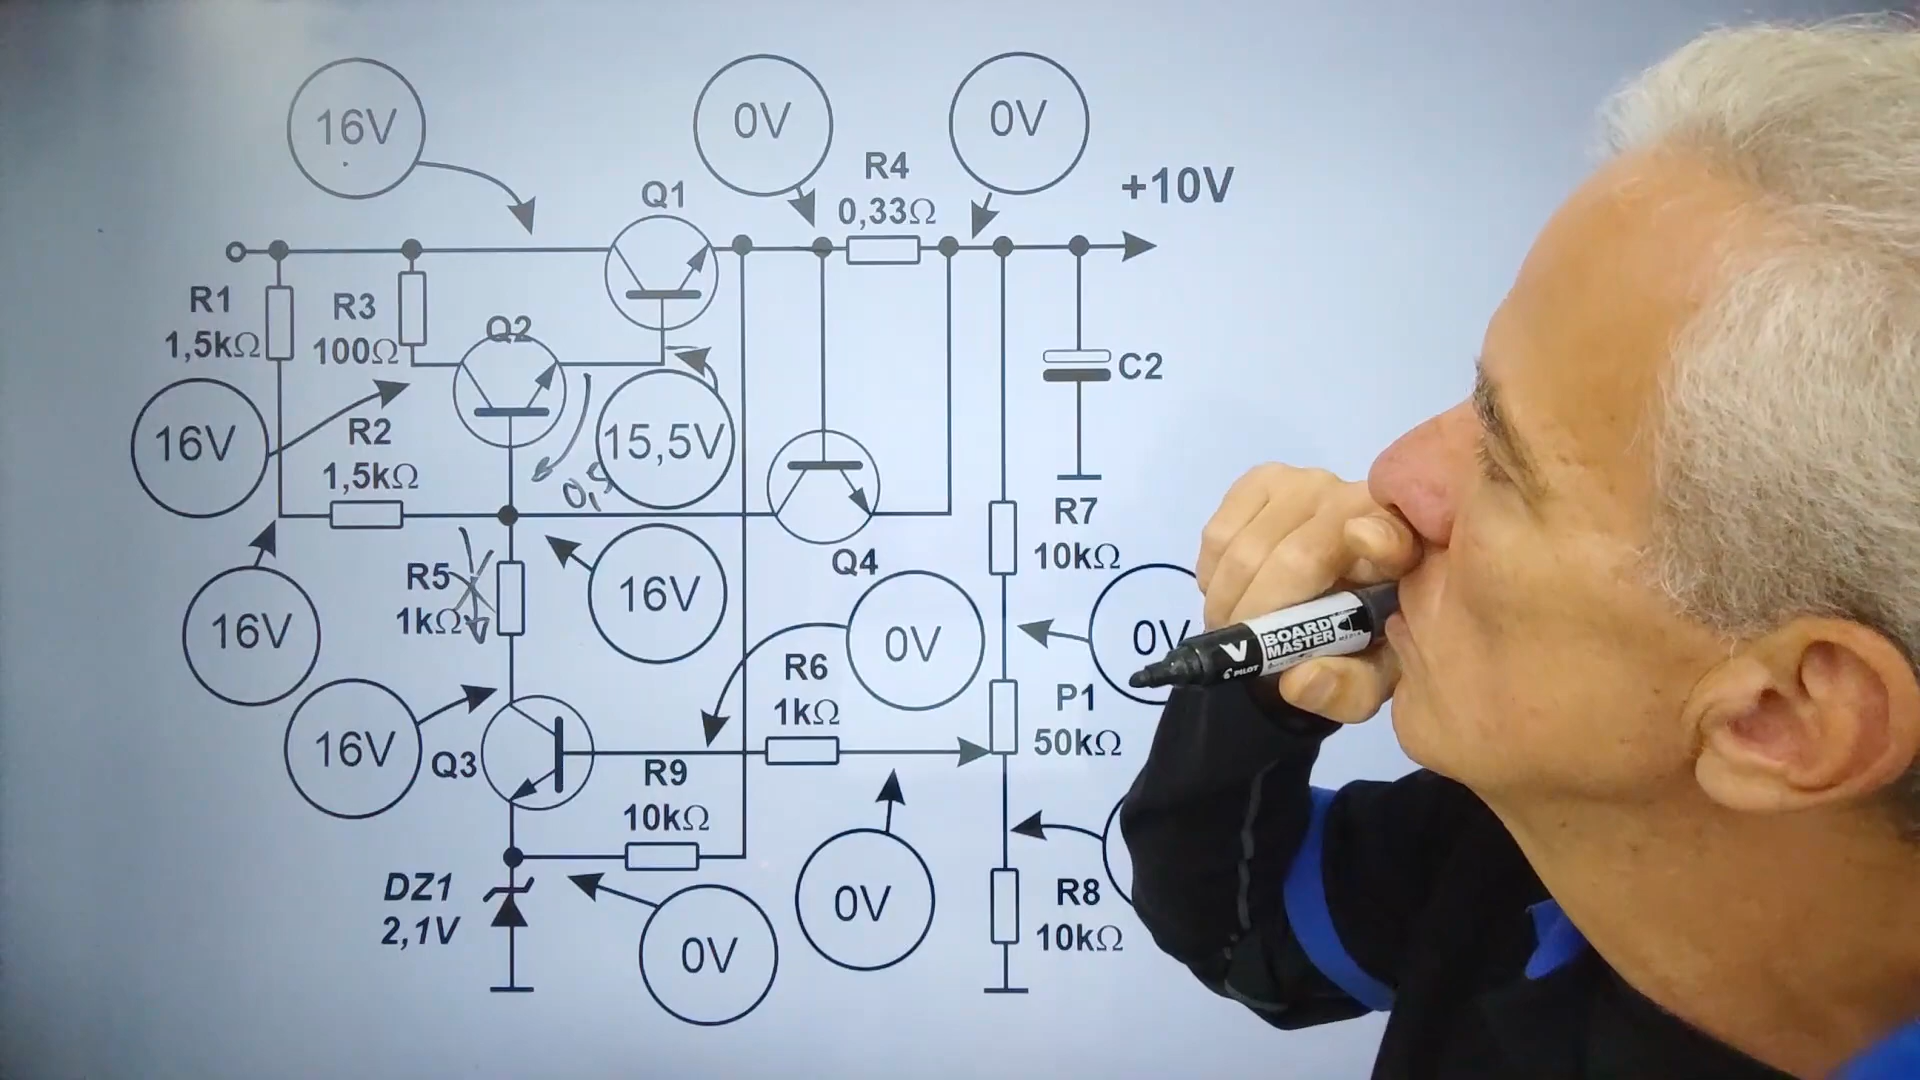 16V
0V
0V
R4
0,33Ω
+10V
Q1
R1
1,5kΩ
R3
100Ω
Q2
C2
16V
R2
1,5kΩ
15,5V
0,5
R7
10kΩ
Q4
R5
1kΩ
16V
16V
0V
0V
R6
1kΩ
P1
50kΩ
16V
Q3
R9
10kΩ
DZ1
2,1V
0V
0V
R8
10kΩ
V
BOARD
MASTER
PILOT